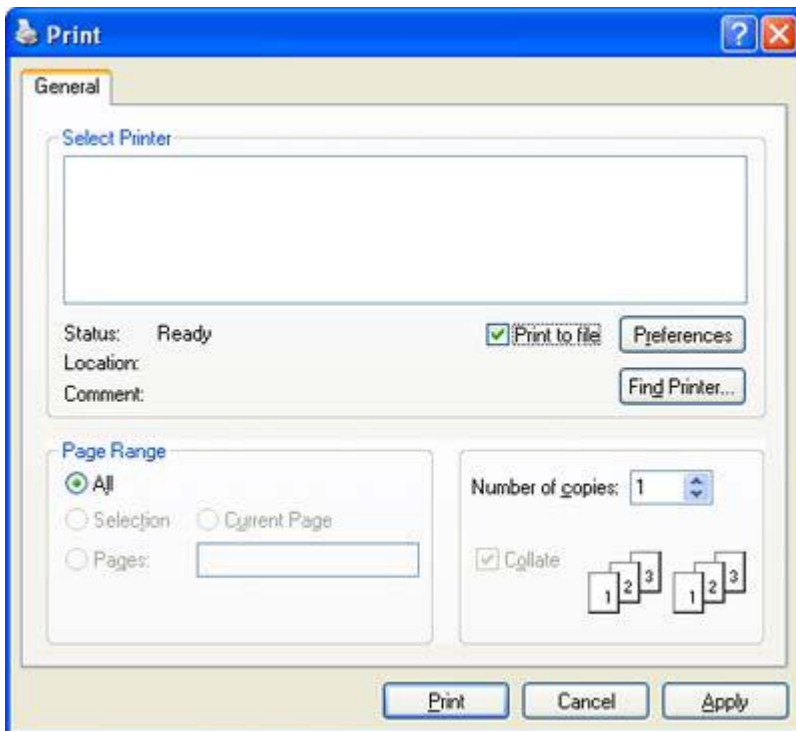 Print
General
Select Printer
Status: Ready
Print to file
Preferences
Location:
Comment:
Find Printer...
Page Range
All
Selection
Current Page
Pages:
Number of copies: 1
Collate
1 2 3 1 2 3
Print
Cancel
Apply